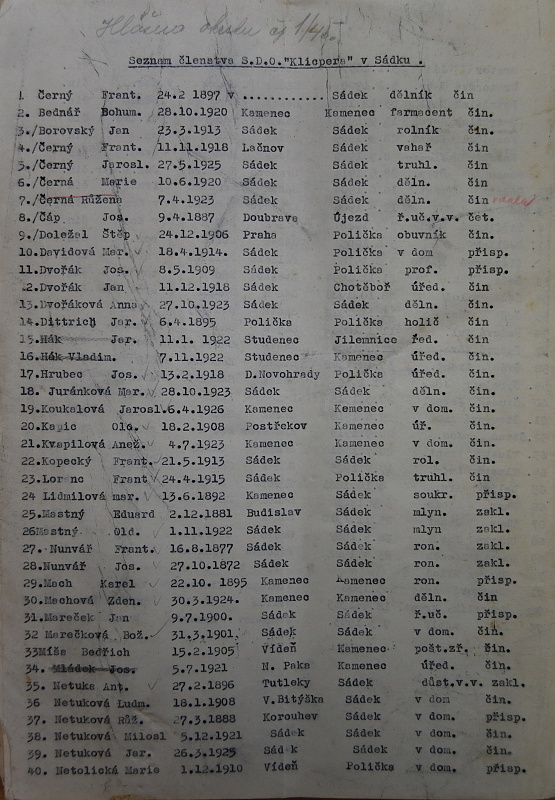 Seznam členstva S.D.O."Klicpera" v Sádku .
1. Černý Frant. 24.2 1897 v ............ Sádek dělník čin
2. Bednář Bohum. 28.10.1920 Kamenec Kamenec farmacent čin.
3./Borovský Jan 23.3.1913 Sádek Sádek rolník čin.
4./Černý Frant. 11.11.1918 Lačnov Sádek vahař čin
5./Černý Jarosl. 27.5.1925 Sádek Sádek truhl. čin
6./Černá Marie 10.6.1920 Sádek Sádek děln. čin
7./Černá Růžena 7.4.1923 Sádek Sádek děln. čin
8./Čáp Jos. 9.4.1887 Doubrava Újezd ř.uč.v.v. čet.
9./Doležal Štěp 24.12.1906 Praha Polička obuvník čin.
10.Davidová Mar. 18.4.1914. Sádek Polička v dom přisp.
11.Dvořák Jos. 8.5.1909 Sádek Polička prof. přisp.
12.Dvořák Jan 11.12.1918 Sádek Chotěboř úřed. čin
13.Dvořáková Anna 27.10.1923 Sádek Sádek děln. čin.
14.Dittrich Jar. 6.4.1895 Polička Polička holič čin
15.Hák Jar. 11.1. 1922 Studenec Jilemnice řed. čin.
16.Hák Vladim. 7.11.1922 Studenec Kamenec úřed. čin.
17.Hrubec Jos. 13.2.1918 D.Novohrady Polička úřed. čin.
18. Juránková Mar. 28.10.1923 Sádek Sádek děln. čin.
19.Koukalová Jarosl.6.4.1926 Kamenec Kemenec v dom. čin.
20.Kapic Old. 18.2.1908 Postřekov Kamenec úř. čin.
21.Kvapilová Anež. 4.7.1923 Kamenec Kamenec v dom. čin.
22.Kopecký Frant. 21.5.1913 Sádek Sádek rol. čin.
23.Lorenc Frant 24.4.1915 Sádek Polička truhl. čin.
24 Lidmilová mar. 13.6.1892 Kamenec Sádek soukr. přisp.
25.Mastný Eduard 2.12.1881 Budislav Sádek mlyn. zakl.
26Mastný Old. 1.11.1922 Sádek Sádek mlyn čin.
27. Nunvář Frant. 16.8.1877 Sádek Sádek ron. zakl.
28.Nunvář Jos. 27.10.1872 Sádek Sádek ron. zakl.
29.Mach Karel 22.10. 1895 Kamenec Kamenec ron. přisp.
30.Machová Zden. 30.3.1924. Kamenec Kamenec děln. čin
31.Mareček Jan 9.7.1900. Sádek Sádek ř.uč. přisp.
32 Marečková Bož. 31.3.1901. Sádek Sádek v dom. čin.
33Míše Bedřich 15.2.1905 Vídeň Kamenec pošt.zř. čin.
34. Mládek Jos. 5.7.1921 N. Paka Kamenec úřed. čin.
35. Netuka Ant. 27.2.1896 Tutleky Sádek důst.v.v. zakl.
36 Netuková Ludm. 18.1.1908 V.Bitýška Sádek v dom čin
37. Netuková Růž. 27.3.1888 Korouhev Sádek v dom. přisp.
38. Netuková Milosl 5.12.1921 Sádek Sádek v dom. čin.
39. Netuková Jar. 26.3.1925 Sádek Sádek v dom. čin.
40. Netolická Marie 1.12.1910 Vídeň Polička v dom. přisp.